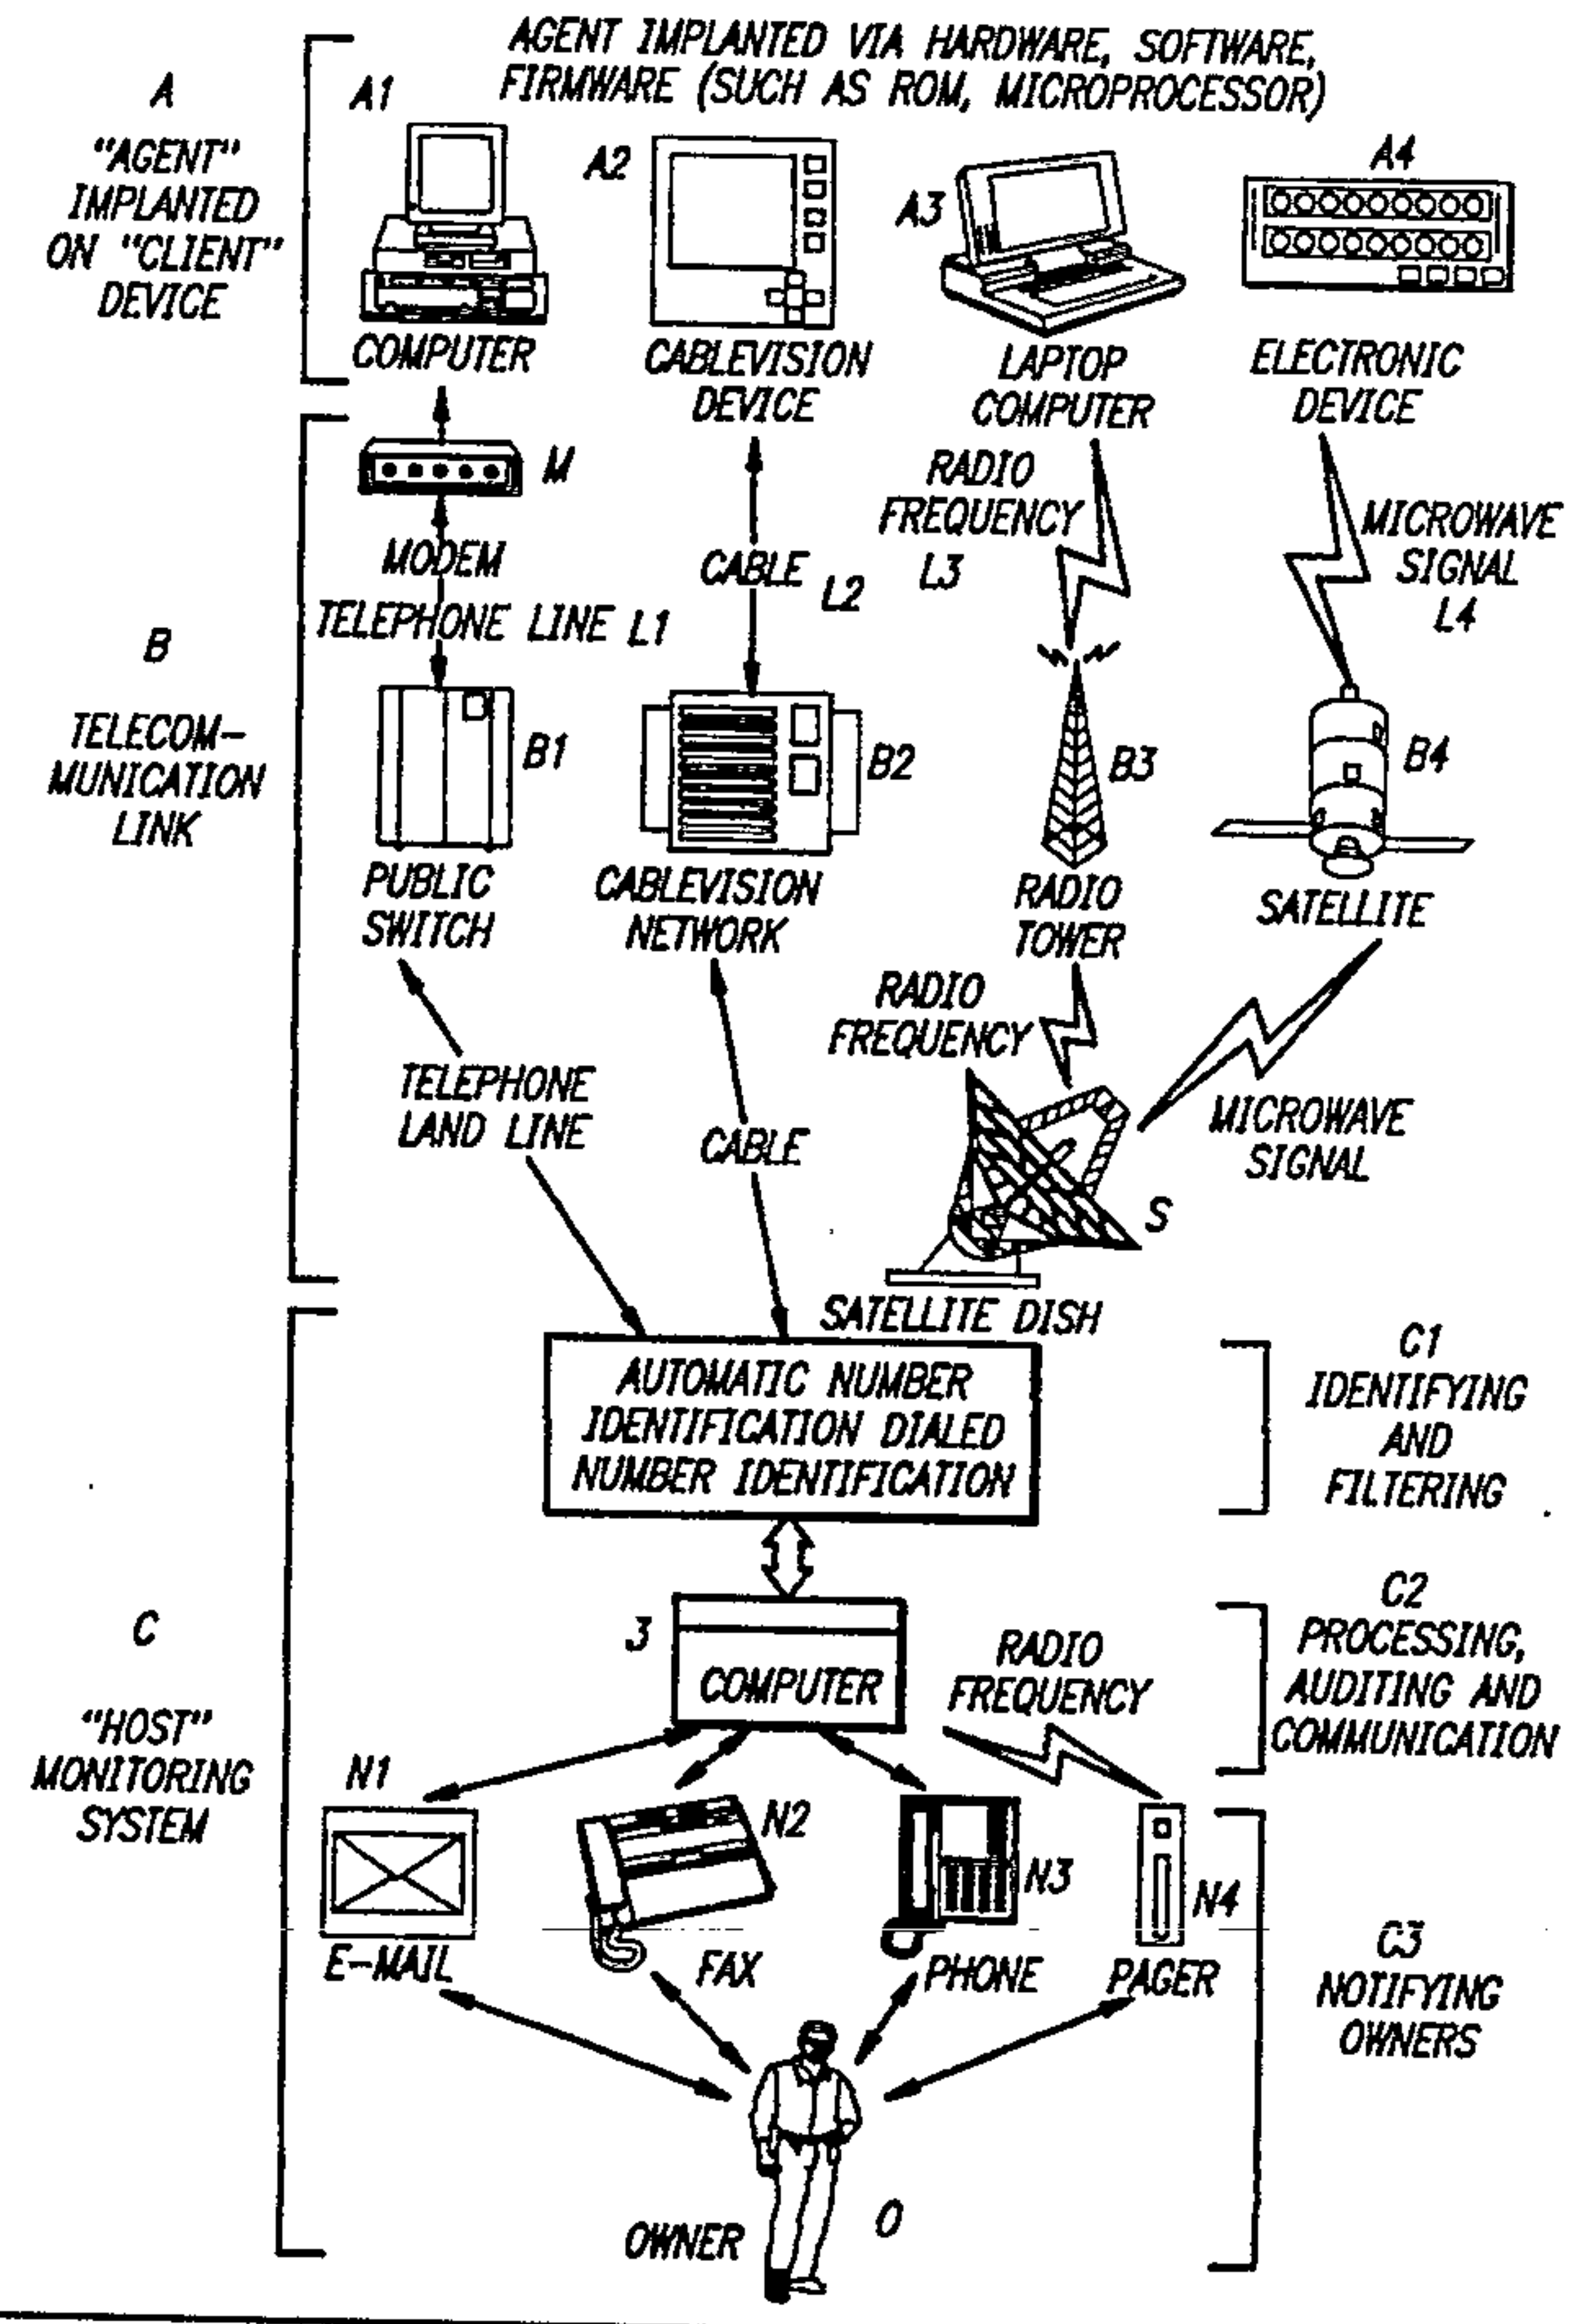 AGENT IMPLANTED VIA HARDWARE, SOFTWARE,
FIRMWARE (SUCH AS ROM, MICROPROCESSOR)
A
"AGENT"
IMPLANTED
ON "CLIENT"
DEVICE
A1
COMPUTER
A2
CABLEVISION
DEVICE
A3
LAPTOP
COMPUTER
A4
ELECTRONIC
DEVICE
B
TELECOM-
MUNICATION
LINK
M
MODEM
TELEPHONE LINE L1
CABLE L2
RADIO
FREQUENCY
L3
MICROWAVE
SIGNAL
L4
B1
PUBLIC
SWITCH
B2
CABLEVISION
NETWORK
B3
RADIO
TOWER
B4
SATELLITE
TELEPHONE
LAND LINE
CABLE
RADIO
FREQUENCY
MICROWAVE
SIGNAL
S
SATELLITE DISH
C
"HOST"
MONITORING
SYSTEM
AUTOMATIC NUMBER
IDENTIFICATION DIALED
NUMBER IDENTIFICATION
C1
IDENTIFYING
AND
FILTERING
3
COMPUTER
RADIO
FREQUENCY
C2
PROCESSING,
AUDITING AND
COMMUNICATION
N1
E-MAIL
N2
FAX
N3
PHONE
N4
PAGER
C3
NOTIFYING
OWNERS
OWNER
O